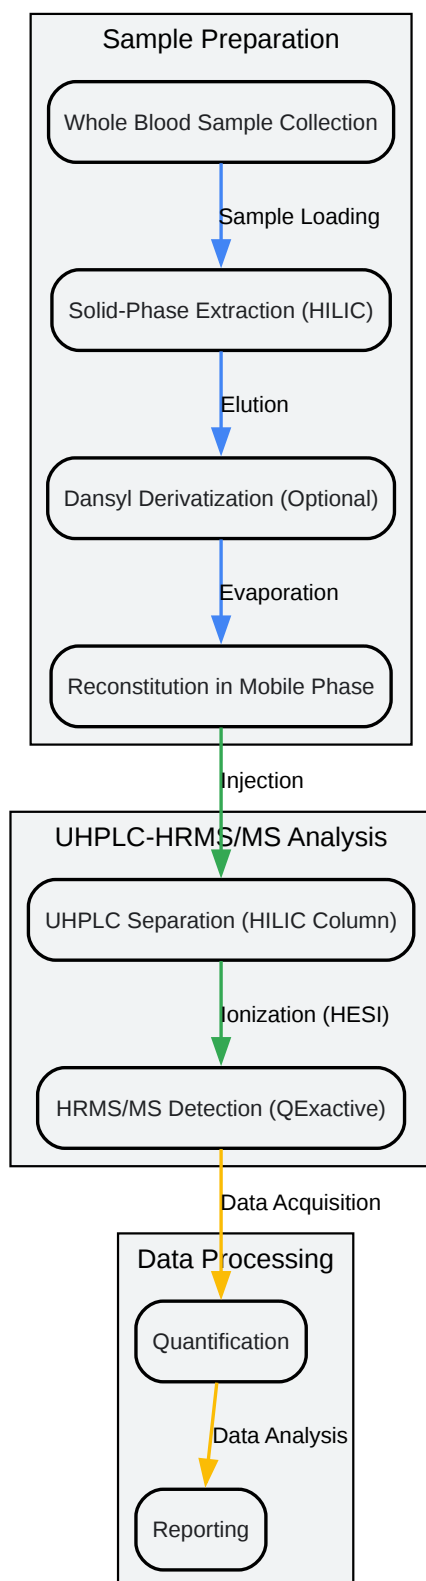 Sample Preparation
Whole Blood Sample Collection
Sample Loading
Solid-Phase Extraction (HILIC)
Elution
Dansyl Derivatization (Optional)
Evaporation
Reconstitution in Mobile Phase
Injection
UHPLC-HRMS/MS Analysis
UHPLC Separation (HILIC Column)
Ionization (HESI)
HRMS/MS Detection (QExactive)
Data Acquisition
Data Processing
Quantification
Data Analysis
Reporting